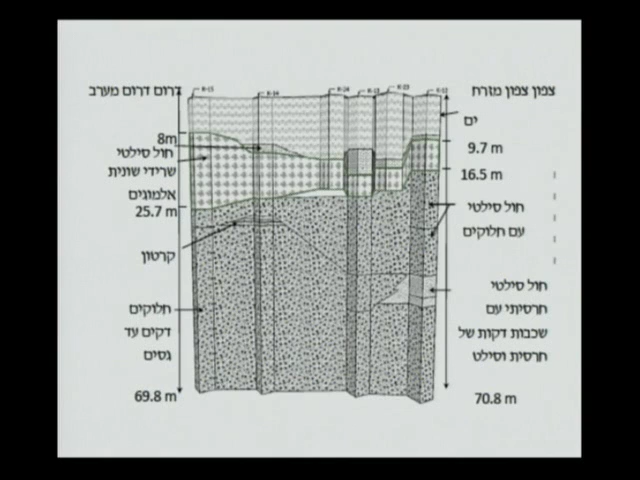 צפון צפון מזרח
דרום דרום מערב
ים
8m
9.7 m
חול סילטי
שרידי שונית
אלמוגים
16.5 m
חול סילטי
עם חלוקים
25.7 m
קרטון
חול סילטי
חרסיתי עם
שכבות דקות של
חרסית וסילט
חלוקים
דקים עד
גסים
69.8 m
70.8 m